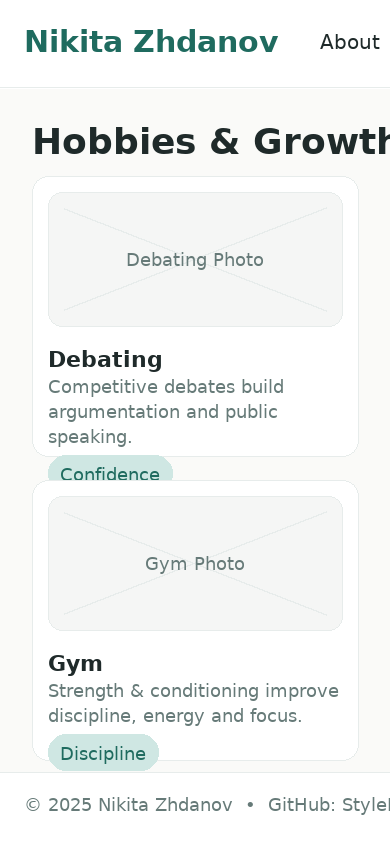 Nikita Zhdanov About
Hobbies & Growth
Debating Photo
Debating
Competitive debates build
argumentation and public
speaking.
Confidence
Gym Photo
Gym
Strength & conditioning improve
discipline, energy and focus.
Discipline
© 2025 Nikita Zhdanov • GitHub: